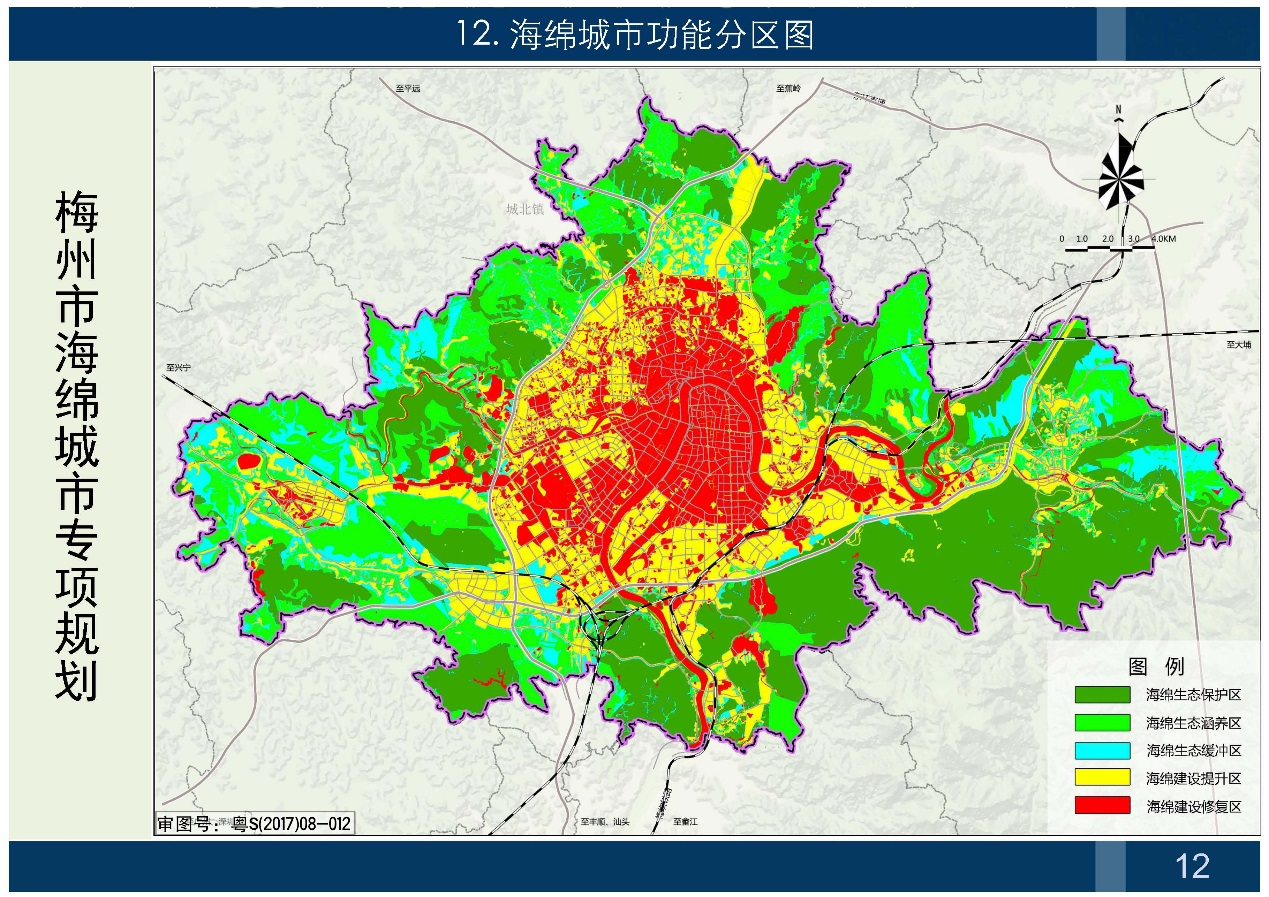 12. 海绵城市功能分区图
梅州市海绵城市专项规划
至平远
至蕉岭
N
城北镇
0 1.0 2.0 3.0 4.0KM
至兴宁
至大埔
图 例
海绵生态保护区
海绵生态涵养区
海绵生态缓冲区
海绵建设提升区
海绵建设修复区
审图号：粤S(2017)08-012
至丰顺、汕头
至畲江
12